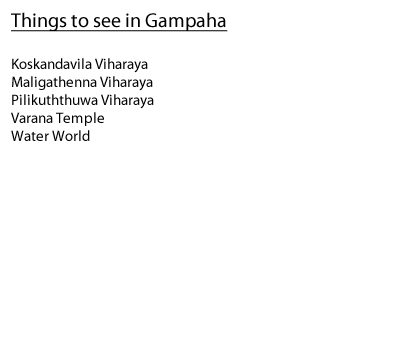 Things to see in Gampaha
Koskandavila Viharaya
Maligathenna Viharaya
Pilikuththuwa Viharaya
Varana Temple
Water World